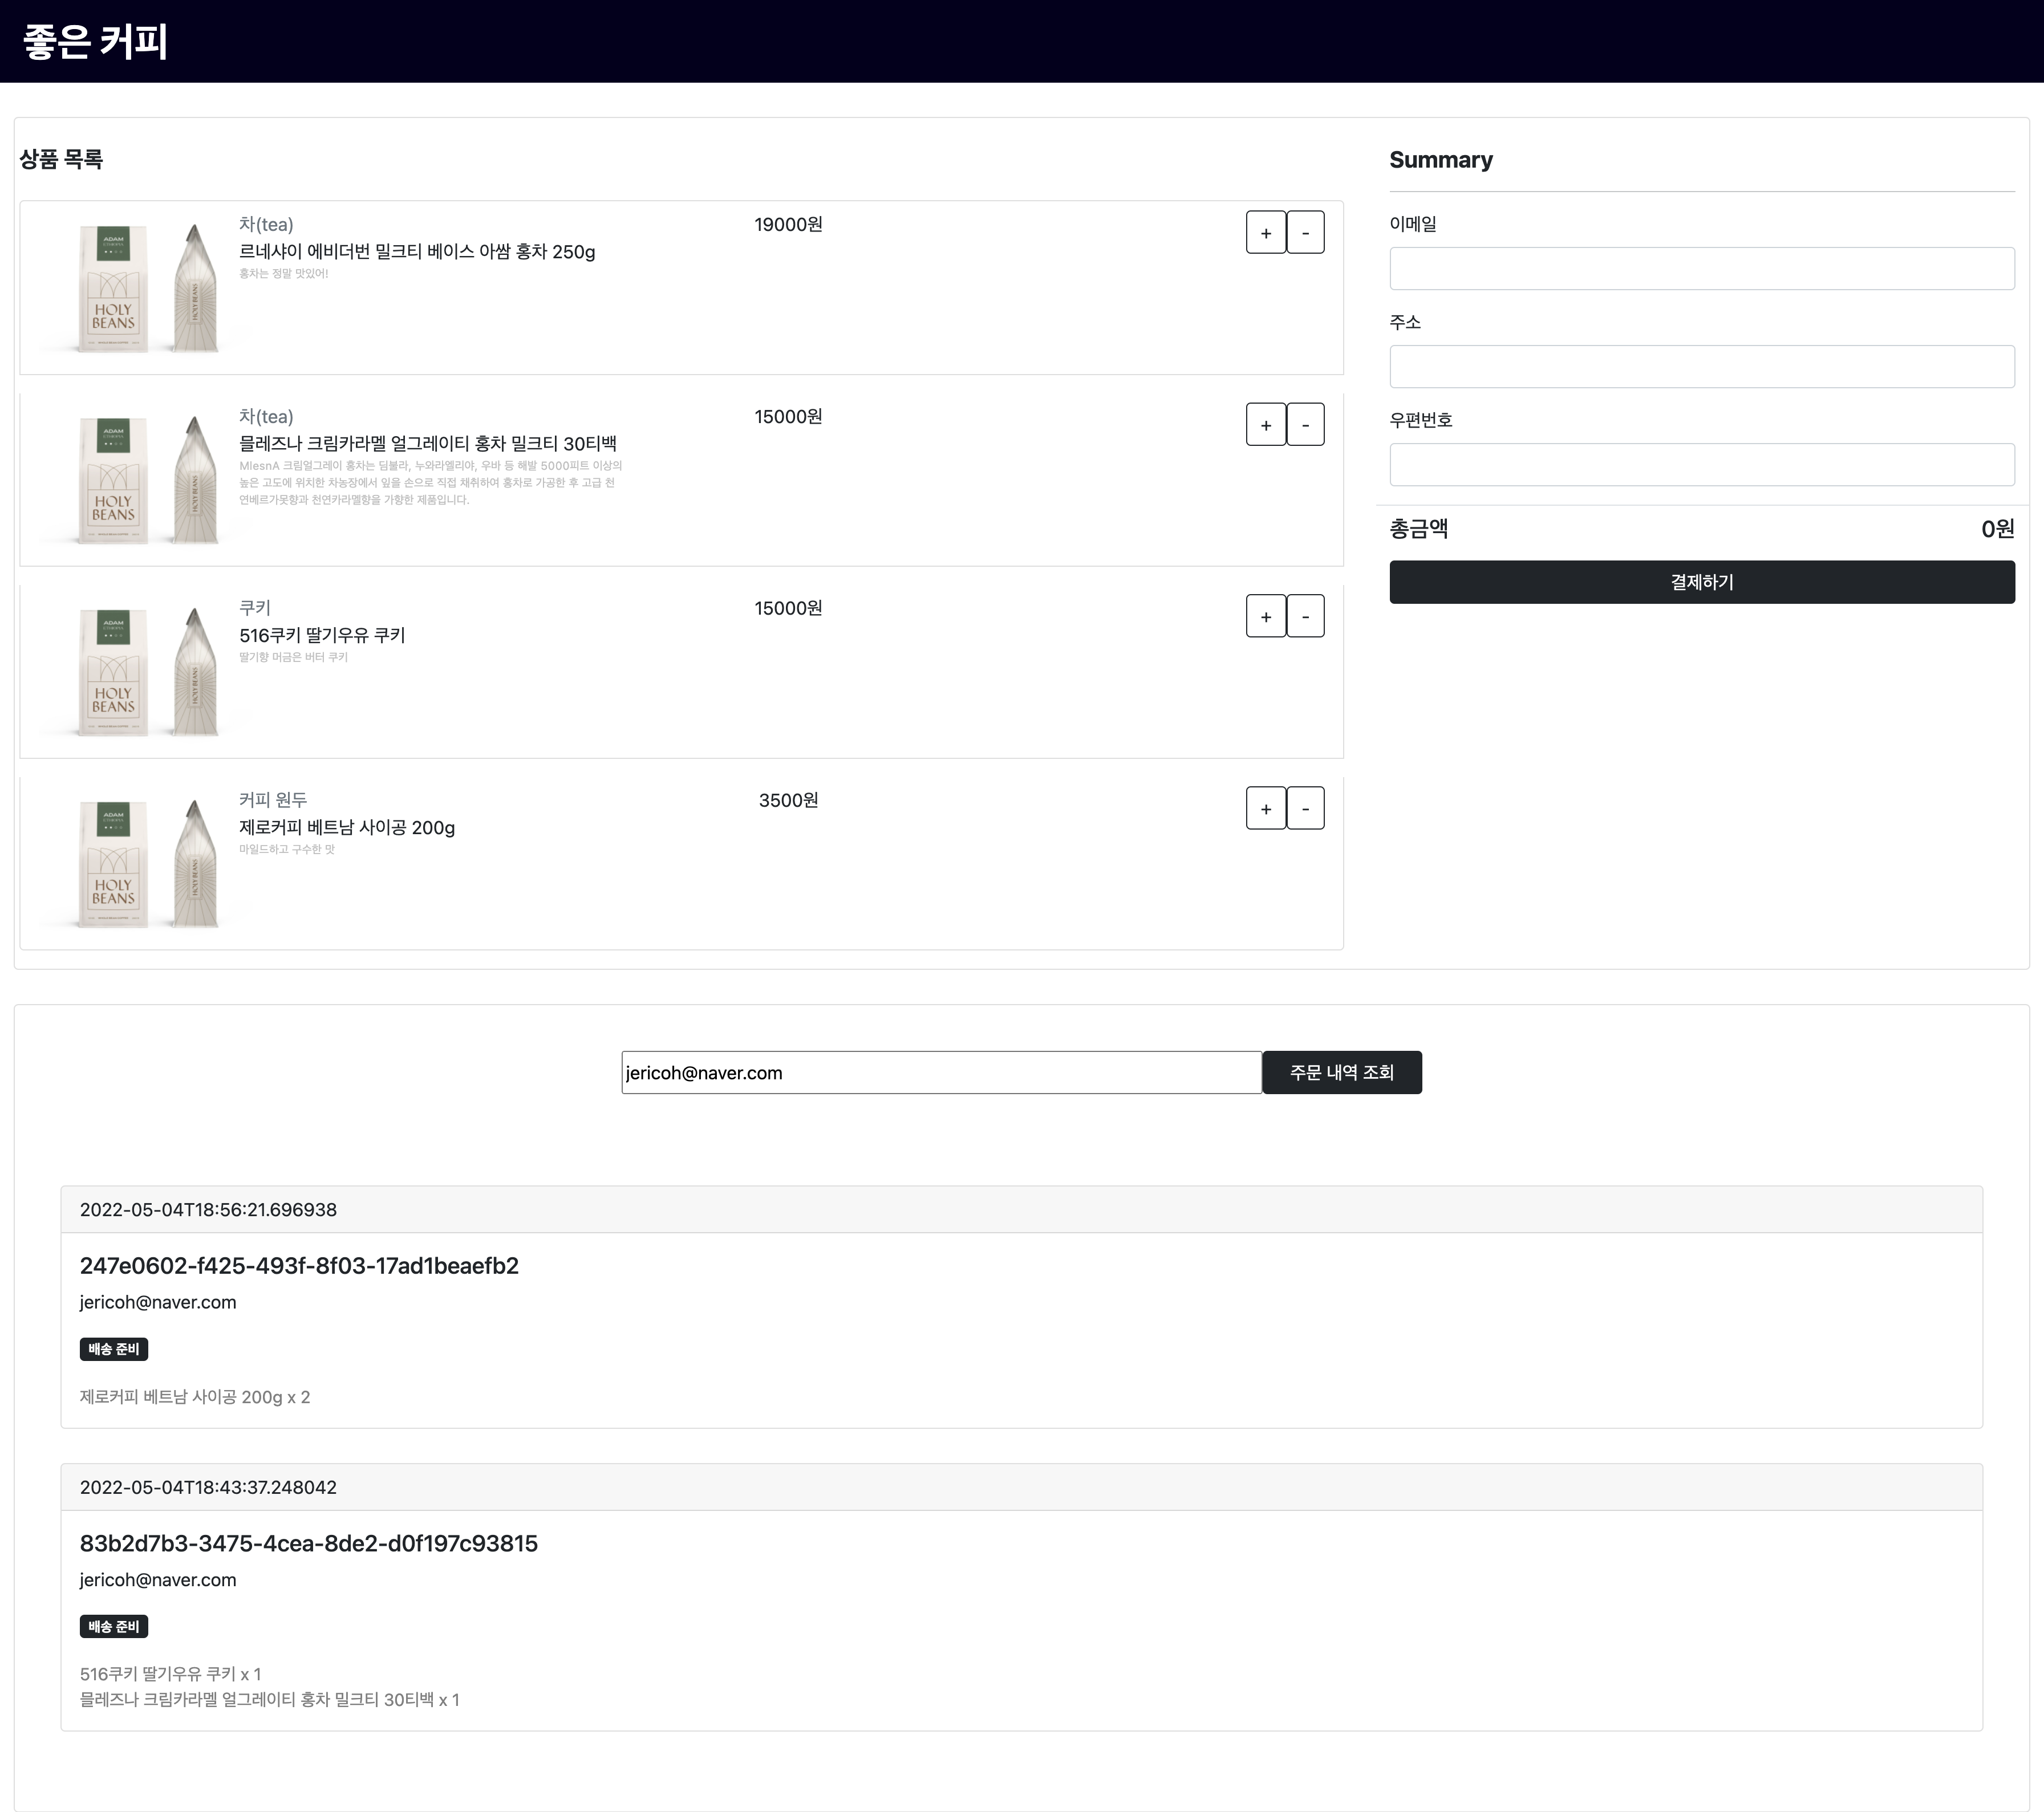 좋은 커피
상품 목록
차(tea)
르네샤이 에비더번 밀크티 베이스 아쌈 홍차 250g
홍차는 정말 맛있어!
19000원
+
-
ADAM
HOLY
BEANS
HOLY BEANS
차(tea)
믈레즈나 크림카라멜 얼그레이티 홍차 밀크티 30티백
MlesnA 크림얼그레이 홍차는 딤불라, 누와라엘리야, 우바 등 해발 5000피트 이상의
높은 고도에 위치한 차농장에서 잎을 손으로 직접 채취하여 홍차로 가공한 후 고급 천
연베르가못향과 천연카라멜향을 가향한 제품입니다.
15000원
+
-
ADAM
HOLY
BEANS
HOLY BEANS
쿠키
516쿠키 딸기우유 쿠키
딸기향 머금은 버터 쿠키
15000원
+
-
ADAM
HOLY
BEANS
HOLY BEANS
커피 원두
제로커피 베트남 사이공 200g
마일드하고 구수한 맛
3500원
+
-
ADAM
HOLY
BEANS
HOLY BEANS
Summary
이메일
주소
우편번호
총금액 0원
결제하기
jericoh@naver.com 주문 내역 조회
2022-05-04T18:56:21.696938
247e0602-f425-493f-8f03-17ad1beaefb2
jericoh@naver.com
배송 준비
제로커피 베트남 사이공 200g x 2
2022-05-04T18:43:37.248042
83b2d7b3-3475-4cea-8de2-d0f197c93815
jericoh@naver.com
배송 준비
516쿠키 딸기우유 쿠키 x 1
믈레즈나 크림카라멜 얼그레이티 홍차 밀크티 30티백 x 1